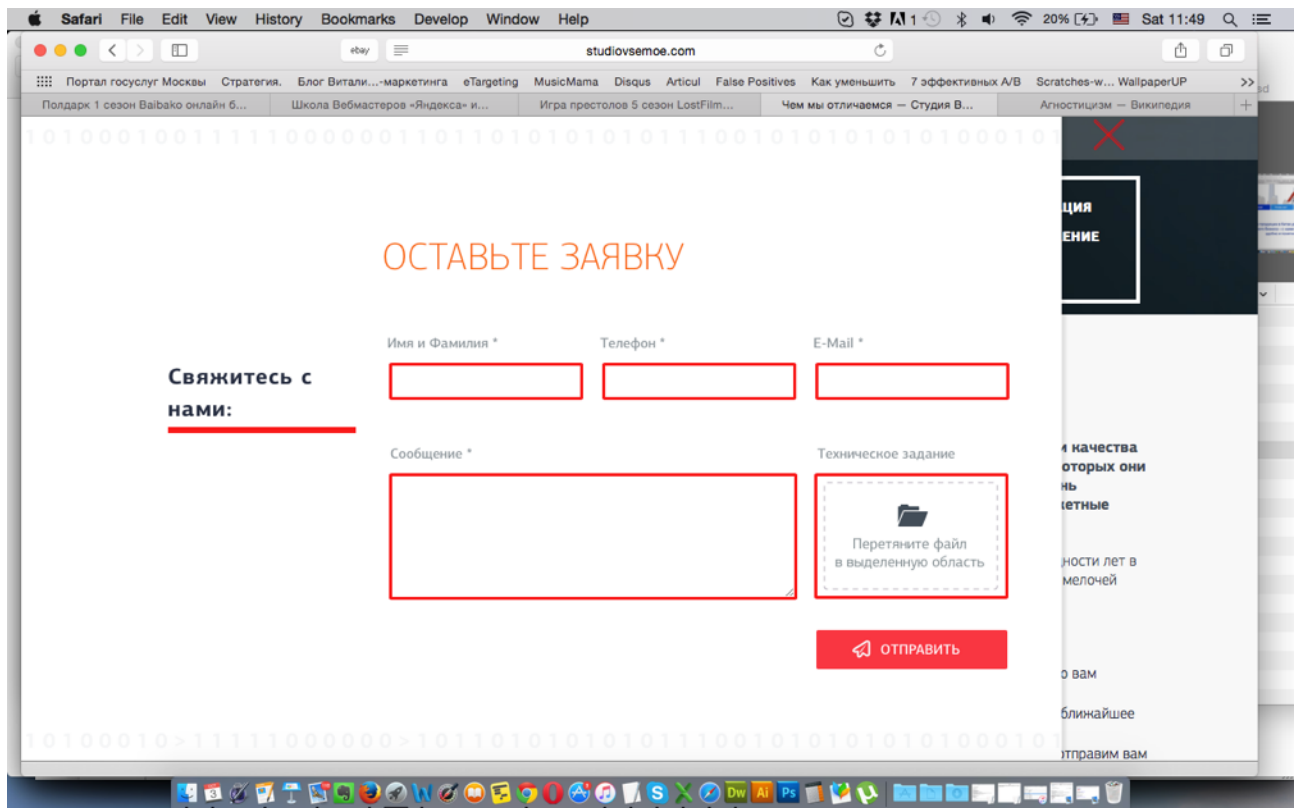 Safari File Edit View History Bookmarks Develop Window Help 1 20% Sat 11:49
ebay studiovsemoe.com
Портал госуслуг Москвы Стратегия. Блог Витали...-маркетинга eTargeting MusicMama Disqus Articul False Positives Как уменьшить 7 эффективных A/B Scratches-w... WallpaperUP >>
Полдарк 1 сезон Baibako онлайн б... Школа Вебмастеров «Яндекса» и... Игра престолов 5 сезон LostFilm... Чем мы отличаемся — Студия В... Агностицизм — Википедия +
ЦИЯ
ЕНИЕ
ОСТАВЬТЕ ЗАЯВКУ
Имя и Фамилия * Телефон * E-Mail *
Свяжитесь с
нами:
Сообщение * Техническое задание
качества
оторых они
нь
етные
Перетяните файл
в выделенную область
ности лет в
мелочей
ОТПРАВИТЬ
о вам
ближайшее
отправим вам